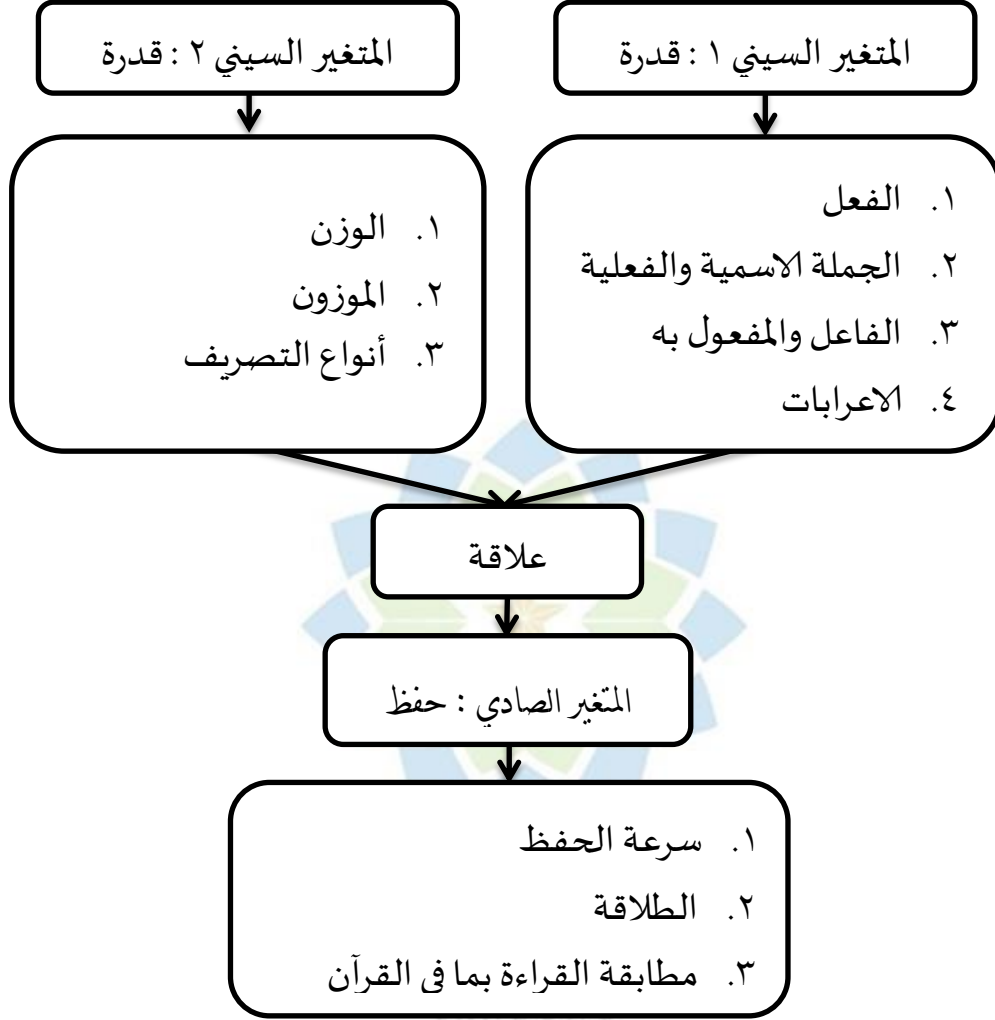 المتغير السيني ١ : قدرة
المتغير السيني ٢ : قدرة
١. الفعل
٢. الجملة الاسمية والفعلية
٣. الفاعل والمفعول به
٤. الاعرابات
١. الوزن
٢. الموزون
٣. أنواع التصريف
علاقة
المتغير الصادي : حفظ
١. سرعة الحفظ
٢. الطلاقة
٣. مطابقة القراءة بما في القرآن